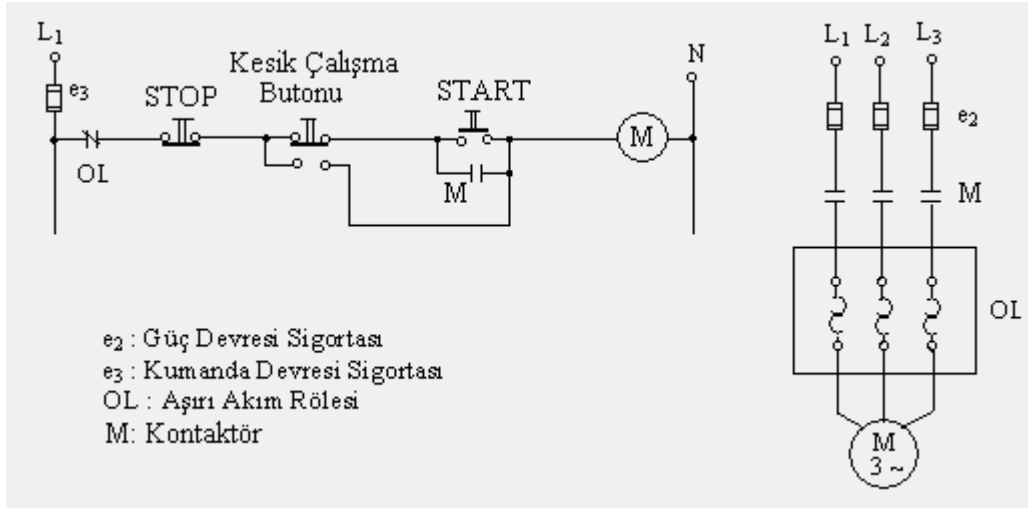 L₁
e₃
STOP
Kesik Çalışma
Butonu
START
N
M
OL
M
L₁ L₂ L₃
e₂
M
OL
M
3 ~
e₂ : Güç Devresi Sigortası
e₃ : Kumanda Devresi Sigortası
OL : Aşırı Akım Rölesi
M: Kontaktör